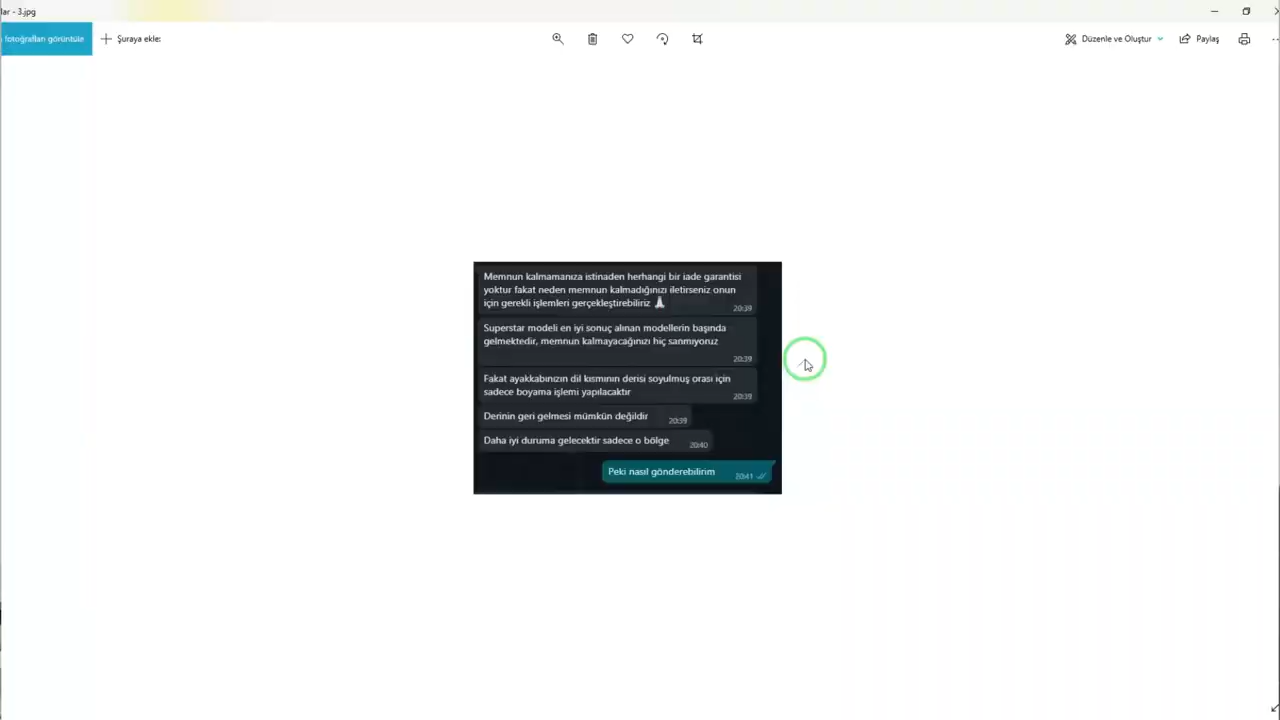 lar - 3.jpg
fotoğrafları görüntüle
Şuraya ekle:
Düzenle ve Oluştur
Paylaş
Memnun kalmamanıza istinaden herhangi bir iade garantisi
yoktur fakat neden memnun kalmadığınızı iletirseniz onun
için gerekli işlemleri gerçekleştirebiliriz 🙏
20:39
Superstar modeli en iyi sonuç alınan modellerin başında
gelmektedir, memnun kalmayacağınızı hiç sanmıyoruz
20:39
Fakat ayakkabınızın dil kısmının derisi soyulmuş orası için
sadece boyama işlemi yapılacaktır
20:39
Derinin geri gelmesi mümkün değildir
20:39
Daha iyi duruma gelecektir sadece o bölge
20:40
Peki nasıl gönderebilirim
20:41